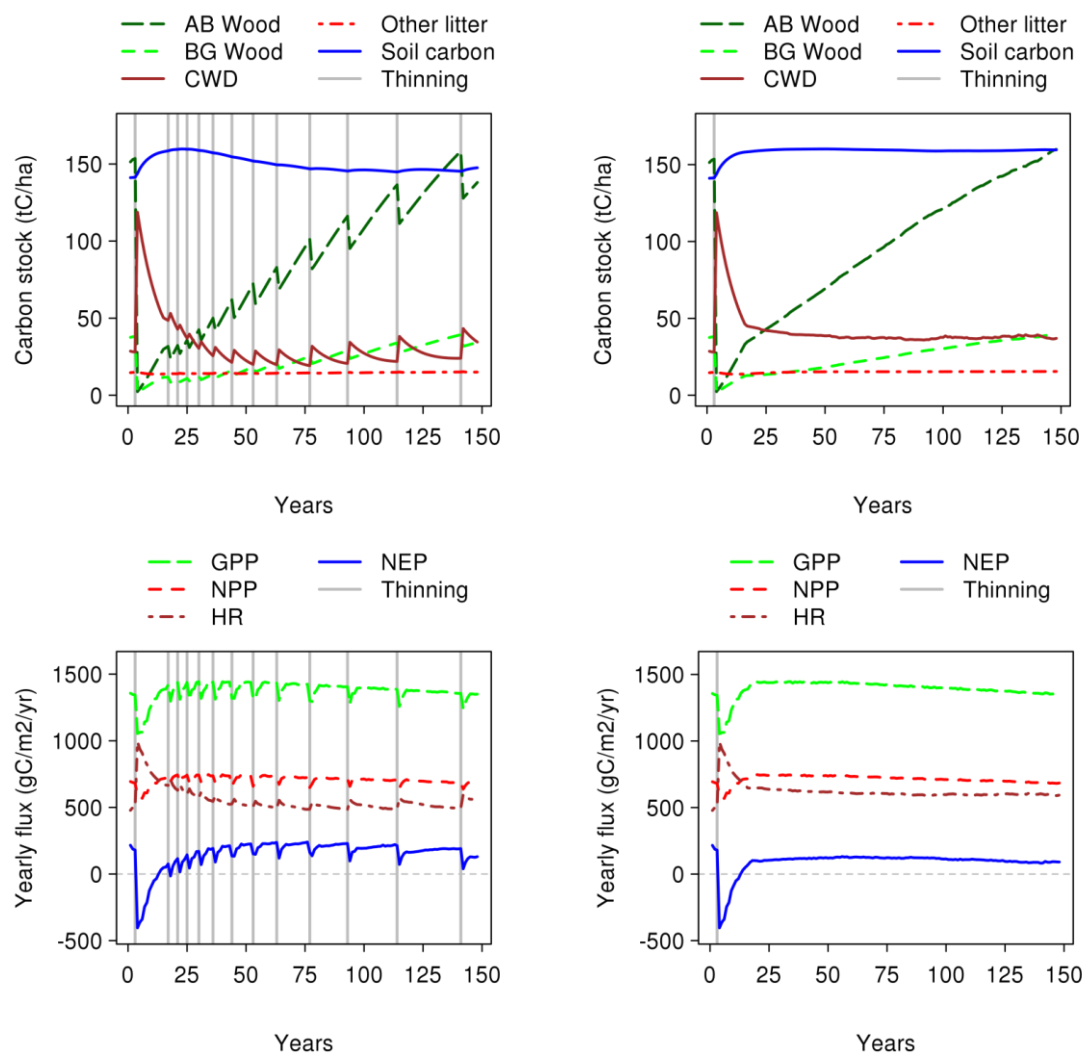 AB Wood Other litter
BG Wood Soil carbon
CWD Thinning
Carbon stock (tC/ha)
150
100
50
0
0 25 50 75 100 125 150
Years
AB Wood Other litter
BG Wood Soil carbon
CWD Thinning
Carbon stock (tC/ha)
150
100
50
0
0 25 50 75 100 125 150
Years
GPP NEP
NPP Thinning
HR
Yearly flux (gC/m2/yr)
1500
1000
500
0
-500
0 25 50 75 100 125 150
Years
GPP NEP
NPP Thinning
HR
Yearly flux (gC/m2/yr)
1500
1000
500
0
-500
0 25 50 75 100 125 150
Years